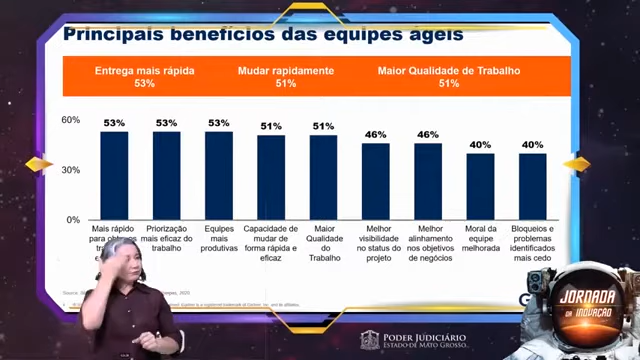 Principais benefícios das equipes ágeis
Entrega mais rápida
53%
Mudar rapidamente
51%
Maior Qualidade de Trabalho
51%
60%
30%
0%
53%
53%
53%
51%
51%
46%
46%
40%
40%
Mais rápido
para
Priorização
mais eficaz do
trabalho
Equipes
mais
produtivas
Capacidade de
mudar de
forma rápida e
eficaz
Maior
Qualidade
do
Trabalho
Melhor
visibilidade
no status do
projeto
Melhor
alinhamento
nos objetivos
de negócios
Moral da
equipe
melhorada
Bloqueios e
problemas
identificados
mais cedo
PODER JUDICIÁRIO
ESTADO DE MATO GROSSO
JORNADA
DA INOVAÇÃO